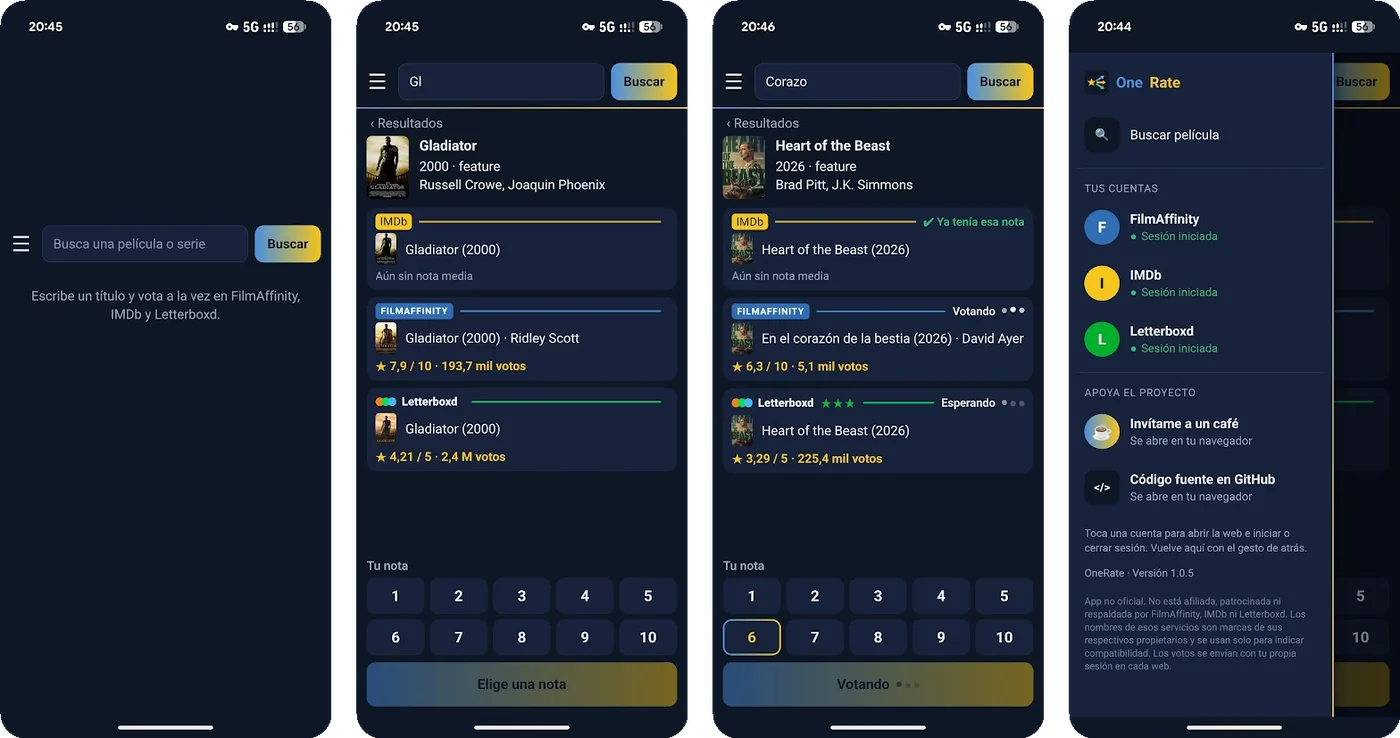 20:45
5G
56
Busca una película o serie
Buscar
Escribe un título y vota a la vez en FilmAffinity,
IMDb y Letterboxd.
20:45
5G
56
Gl
Buscar
‹ Resultados
Gladiator
2000 · feature
Russell Crowe, Joaquin Phoenix
GLADIATOR
IMDb
Gladiator (2000)
Aún sin nota media
FILMAFFINITY
Gladiator (2000) · Ridley Scott
★ 7,9 / 10 · 193,7 mil votos
Letterboxd
Gladiator (2000)
★ 4,21 / 5 · 2,4 M votos
Tu nota
1 2 3 4 5
6 7 8 9 10
Elige una nota
20:46
5G
56
Corazo
Buscar
‹ Resultados
HEART
OF THE
BEAST
Heart of the Beast
2026 · feature
Brad Pitt, J.K. Simmons
IMDb ✔ Ya tenía esa nota
Heart of the Beast (2026)
Aún sin nota media
FILMAFFINITY Votando
En el corazón de la bestia (2026) · David Ayer
★ 6,3 / 10 · 5,1 mil votos
Letterboxd ★★★ Esperando
Heart of the Beast (2026)
★ 3,29 / 5 · 225,4 mil votos
Tu nota
1 2 3 4 5
6 7 8 9 10
Votando
20:44
5G
56
One Rate
Buscar
Buscar película
TUS CUENTAS
F
FilmAffinity
● Sesión iniciada
I
IMDb
● Sesión iniciada
L
Letterboxd
● Sesión iniciada
APOYA EL PROYECTO
Invítame a un café
Se abre en tu navegador
</>
Código fuente en GitHub
Se abre en tu navegador
Toca una cuenta para abrir la web e iniciar o
cerrar sesión. Vuelve aquí con el gesto de atrás.
OneRate · Versión 1.0.5
App no oficial. No está afiliada, patrocinada ni
respaldada por FilmAffinity, IMDb ni Letterboxd. Los
nombres de esos servicios son marcas de sus
respectivos propietarios y se usan solo para indicar
compatibilidad. Los votos se envían con tu propia
sesión en cada web.
5
10